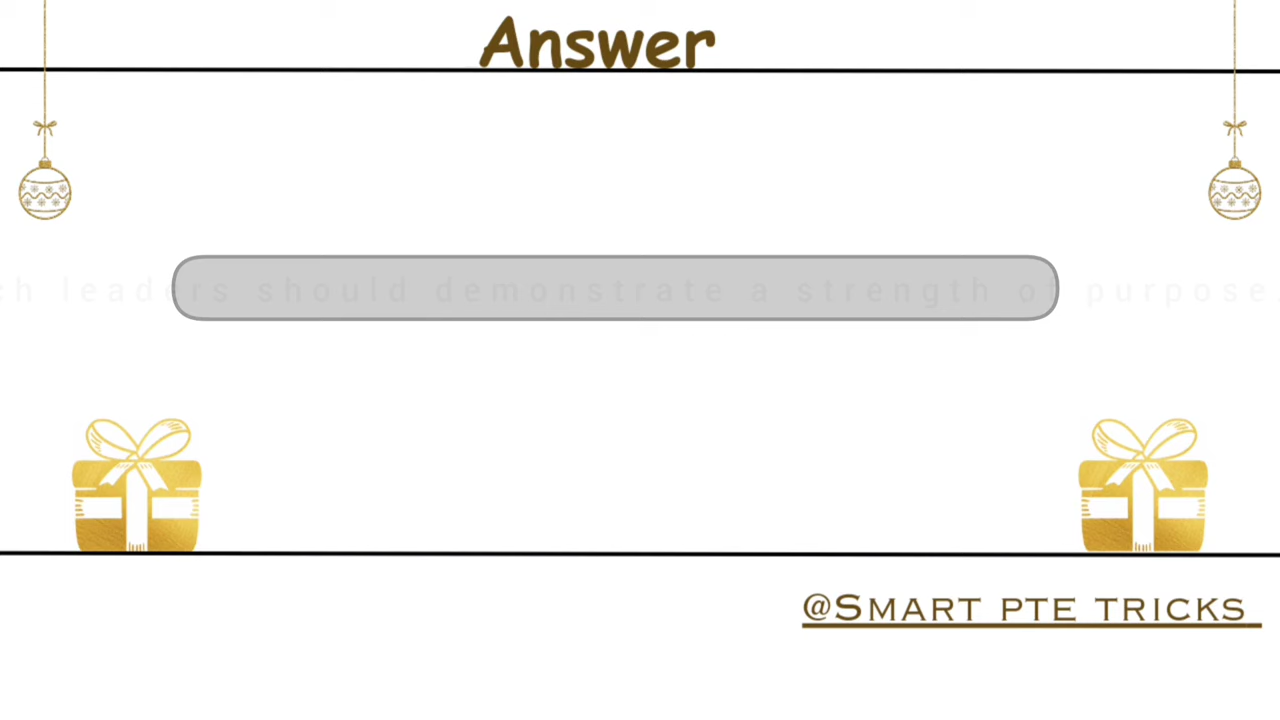 Answer
leaders should demonstrate a strength of purpose.
@SMART PTE TRICKS